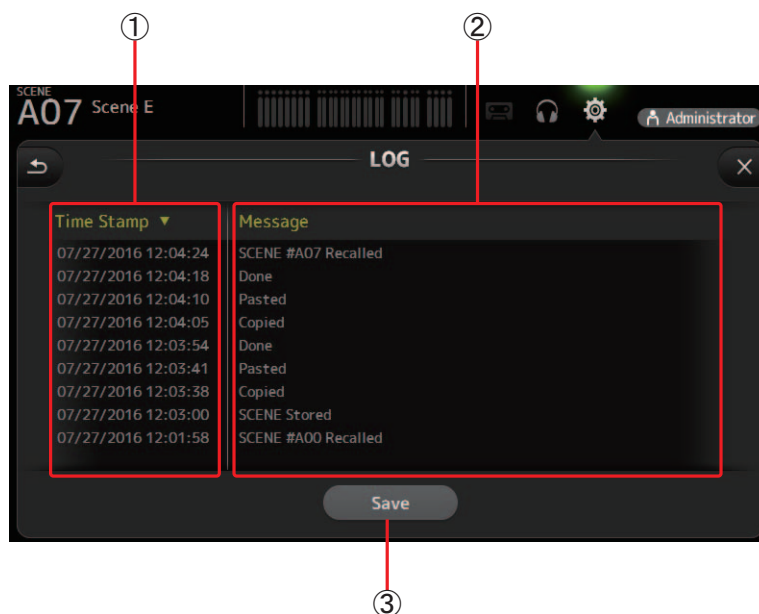 ① ②
SCENE
A07 Scene E Administrator
LOG
Time Stamp ▼ Message
07/27/2016 12:04:24 SCENE #A07 Recalled
07/27/2016 12:04:18 Done
07/27/2016 12:04:10 Pasted
07/27/2016 12:04:05 Copied
07/27/2016 12:03:54 Done
07/27/2016 12:03:41 Pasted
07/27/2016 12:03:38 Copied
07/27/2016 12:03:00 SCENE Stored
07/27/2016 12:01:58 SCENE #A00 Recalled
Save
③